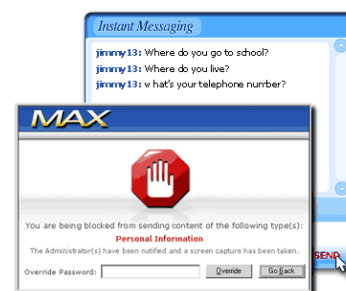 Instant Messaging
jimmy13: Where do you go to school?
jimmy13: Where do you live?
jimmy13: w hat's your telephone number?
MAX
You are being blocked from sending content of the following type(s):
Personal Information
The Administrator(s) have been notified and a screen capture has been taken.
Override Password: Override Go Back
SEND